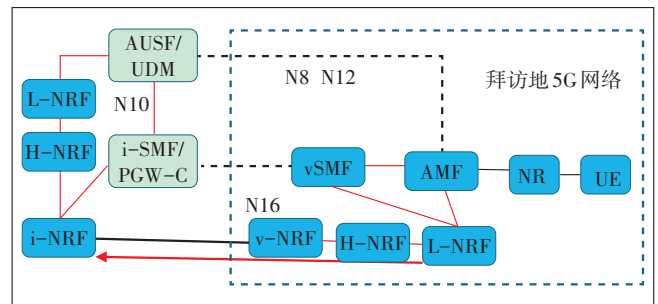 AUSF/
UDM
N8 N12
拜访地5G网络
L-NRF
N10
H-NRF
i-SMF/
PGW-C
vSMF
AMF
NR
UE
N16
i-NRF
v-NRF
H-NRF
L-NRF